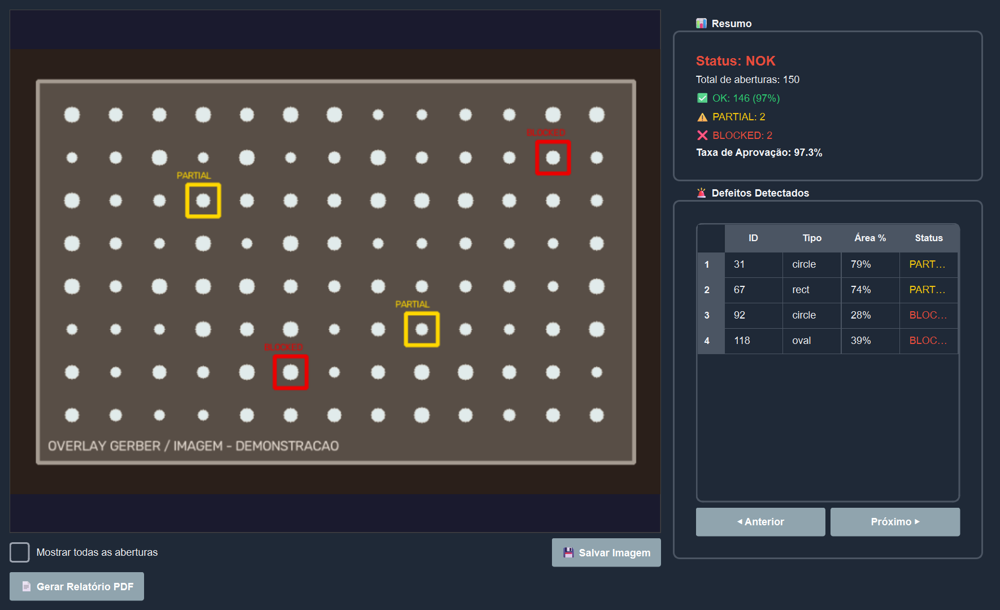 BLOCKED
PARTIAL
PARTIAL
BLOCKED
OVERLAY GERBER / IMAGEM - DEMONSTRACAO
Mostrar todas as aberturas
Salvar Imagem
Gerar Relatório PDF
Resumo
Status: NOK
Total de aberturas: 150
OK: 146 (97%)
PARTIAL: 2
BLOCKED: 2
Taxa de Aprovação: 97.3%
Defeitos Detectados
ID Tipo Área % Status
1 31 circle 79% PART...
2 67 rect 74% PART...
3 92 circle 28% BLOC...
4 118 oval 39% BLOC...
Anterior
Próximo